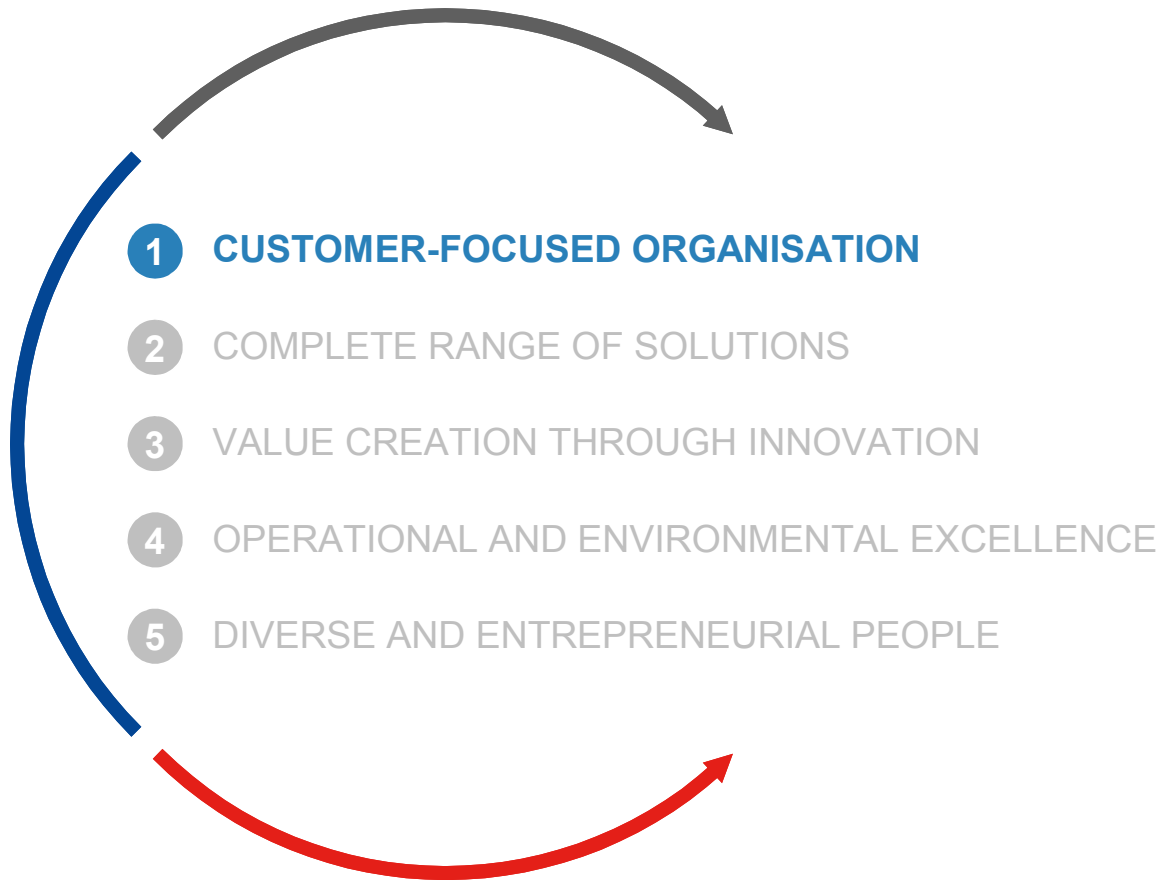 1 CUSTOMER-FOCUSED ORGANISATION
2 COMPLETE RANGE OF SOLUTIONS
3 VALUE CREATION THROUGH INNOVATION
4 OPERATIONAL AND ENVIRONMENTAL EXCELLENCE
5 DIVERSE AND ENTREPRENEURIAL PEOPLE